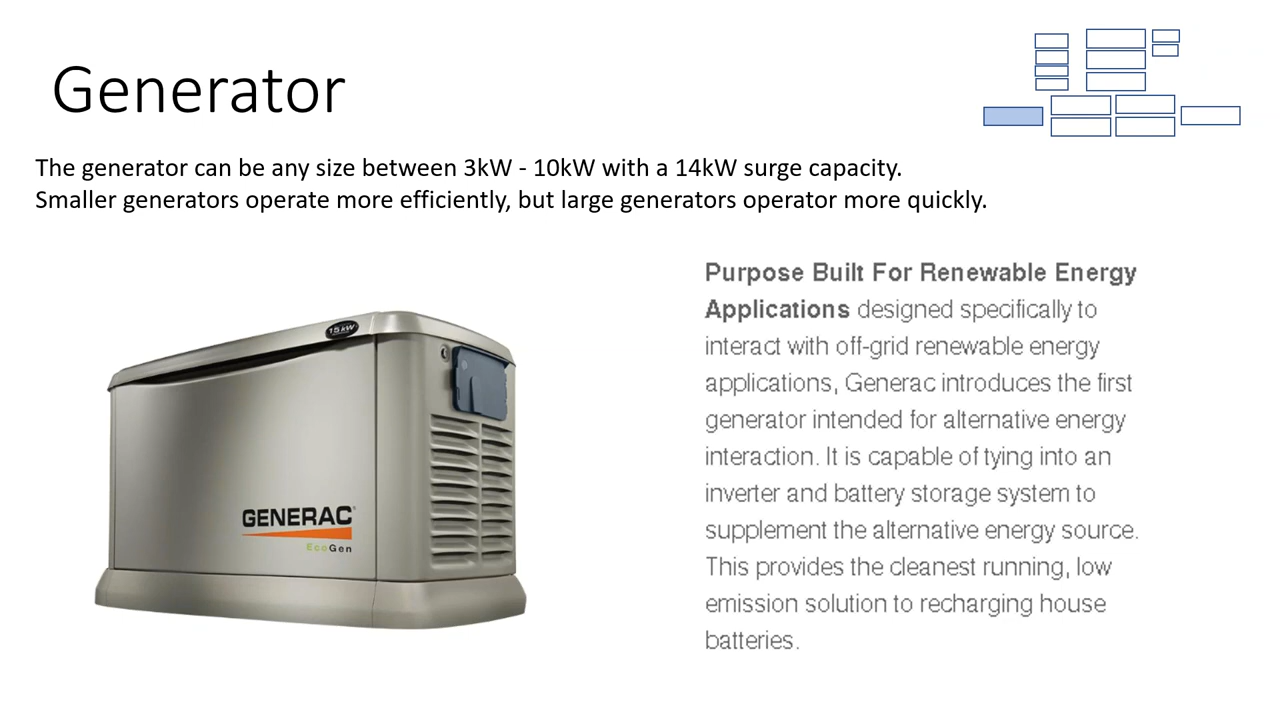 Generator
The generator can be any size between 3kW - 10kW with a 14kW surge capacity.
Smaller generators operate more efficiently, but large generators operator more quickly.
15 kW
GENERAC
EcoGen
Purpose Built For Renewable Energy
Applications designed specifically to
interact with off-grid renewable energy
applications, Generac introduces the first
generator intended for alternative energy
interaction. It is capable of tying into an
inverter and battery storage system to
supplement the alternative energy source.
This provides the cleanest running, low
emission solution to recharging house
batteries.